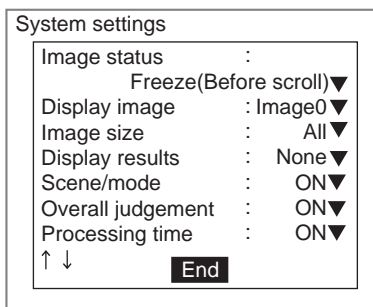 System settings
Image status :
Freeze(Before scroll)▼
Display image : Image0▼
Image size : All▼
Display results : None▼
Scene/mode : ON▼
Overall judgement : ON▼
Processing time : ON▼
↑ ↓
End